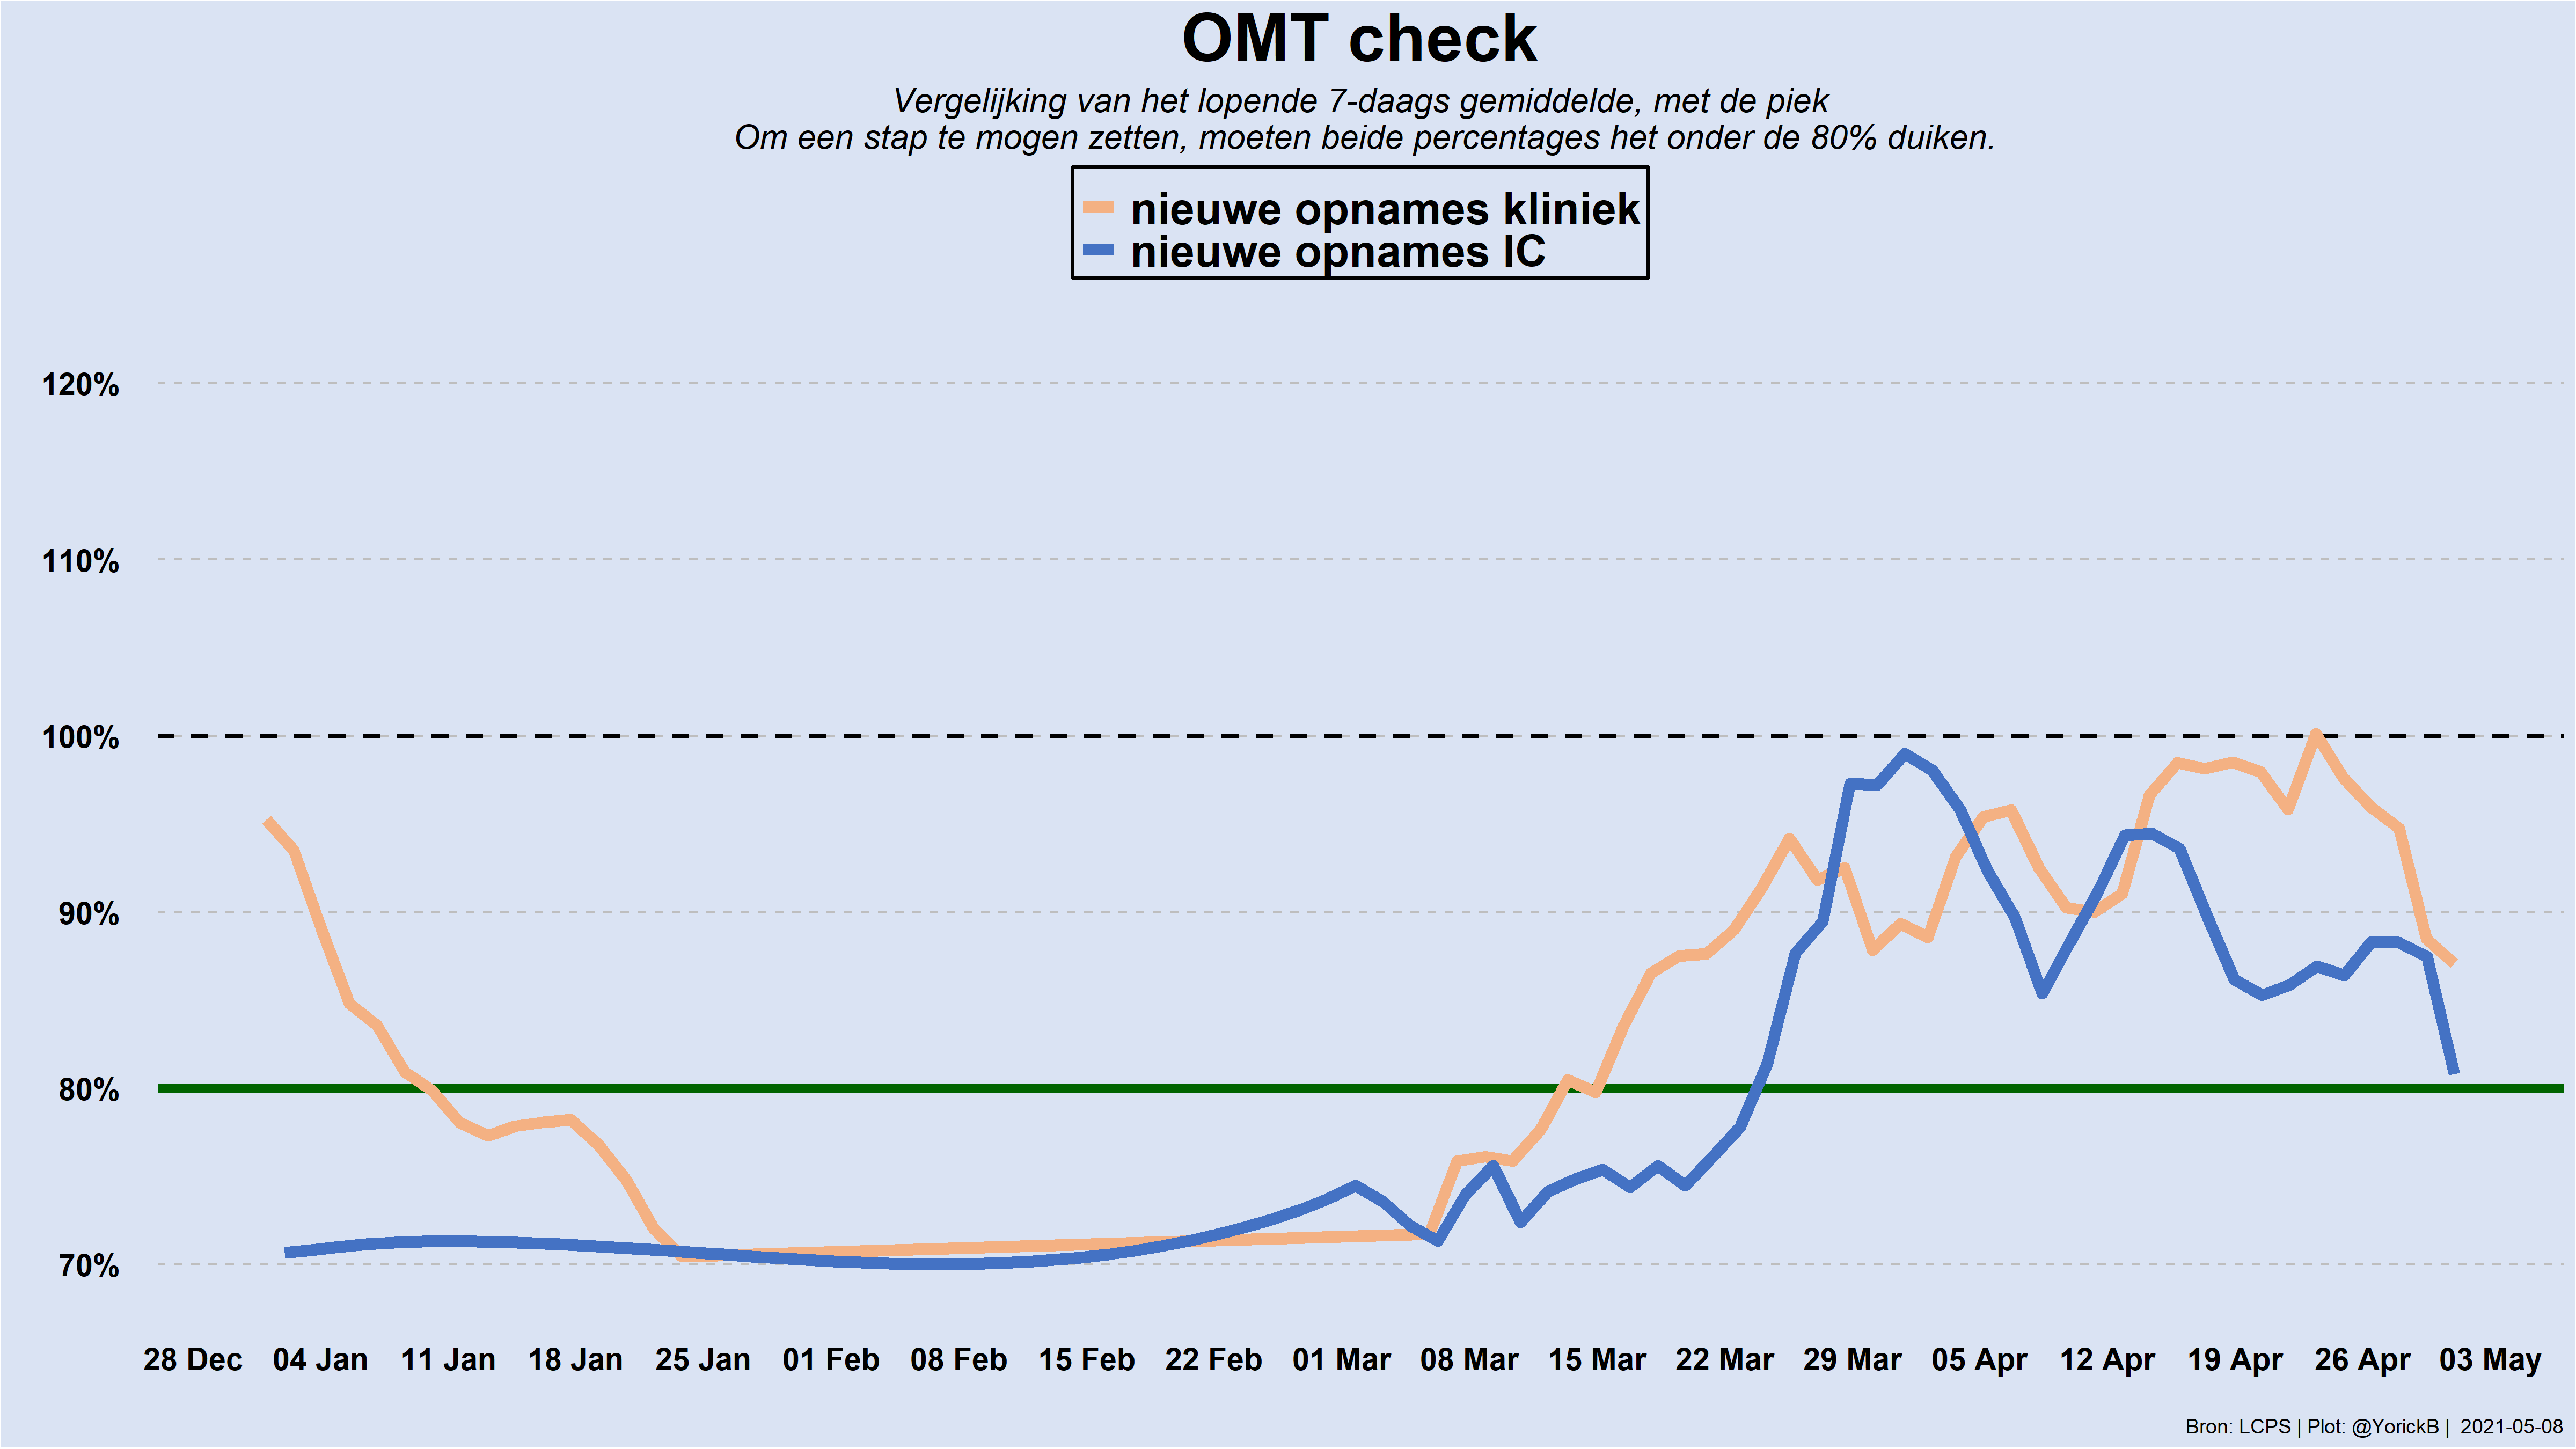 OMT check
Vergelijking van het lopende 7-daags gemiddelde, met de piek
Om een stap te mogen zetten, moeten beide percentages het onder de 80% duiken.
nieuwe opnames kliniek
nieuwe opnames IC
120%
110%
100%
90%
80%
70%
28 Dec 04 Jan 11 Jan 18 Jan 25 Jan 01 Feb 08 Feb 15 Feb 22 Feb 01 Mar 08 Mar 15 Mar 22 Mar 29 Mar 05 Apr 12 Apr 19 Apr 26 Apr 03 May
Bron: LCPS | Plot: @YorickB | 2021-05-08